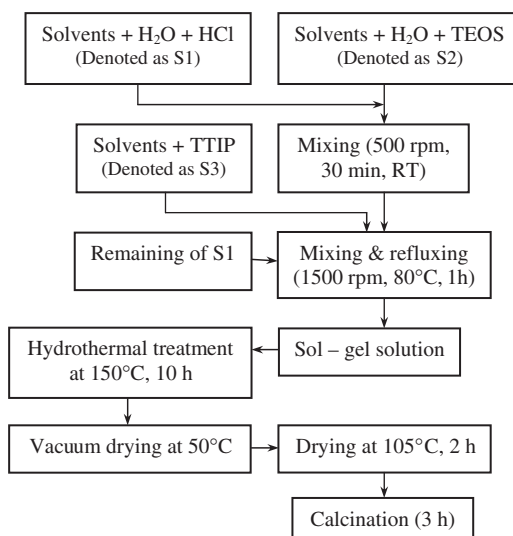 Solvents + H₂O + HCl
(Denoted as S1)
Solvents + H₂O + TEOS
(Denoted as S2)
Solvents + TTIP
(Denoted as S3)
Mixing (500 rpm,
30 min, RT)
Remaining of S1
Mixing & refluxing
(1500 rpm, 80°C, 1h)
Hydrothermal treatment
at 150°C, 10 h
Sol – gel solution
Vacuum drying at 50°C
Drying at 105°C, 2 h
Calcination (3 h)